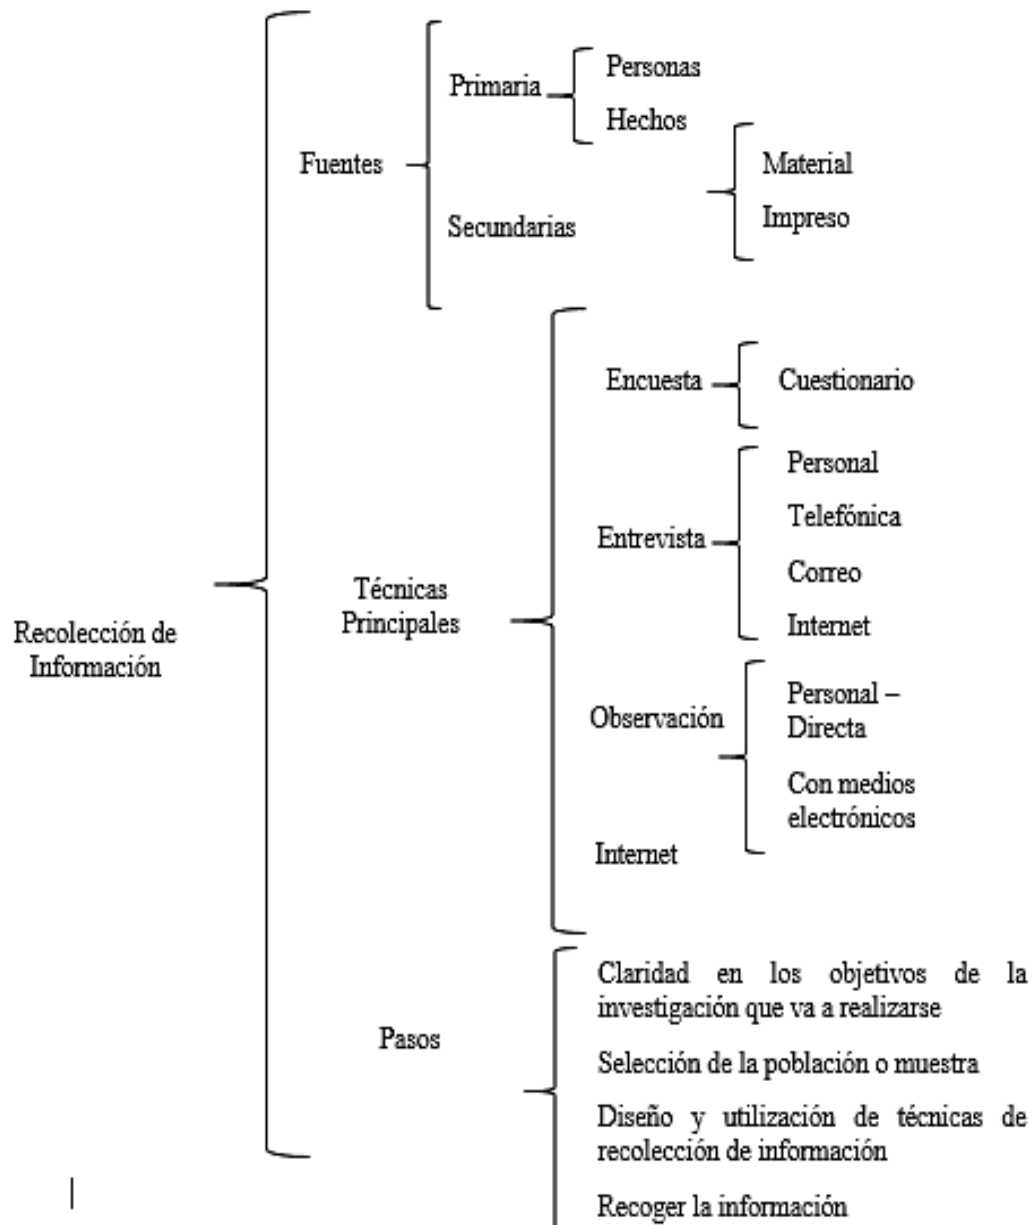 Recolección de
Información
Fuentes
Primaria
Personas
Hechos
Secundarias
Material
Impreso
Técnicas
Principales
Encuesta
Cuestionario
Entrevista
Personal
Telefónica
Correo
Internet
Observación
Personal –
Directa
Con medios
electrónicos
Internet
Pasos
Claridad en los objetivos de la
investigación que va a realizarse
Selección de la población o muestra
Diseño y utilización de técnicas de
recolección de información
Recoger la información